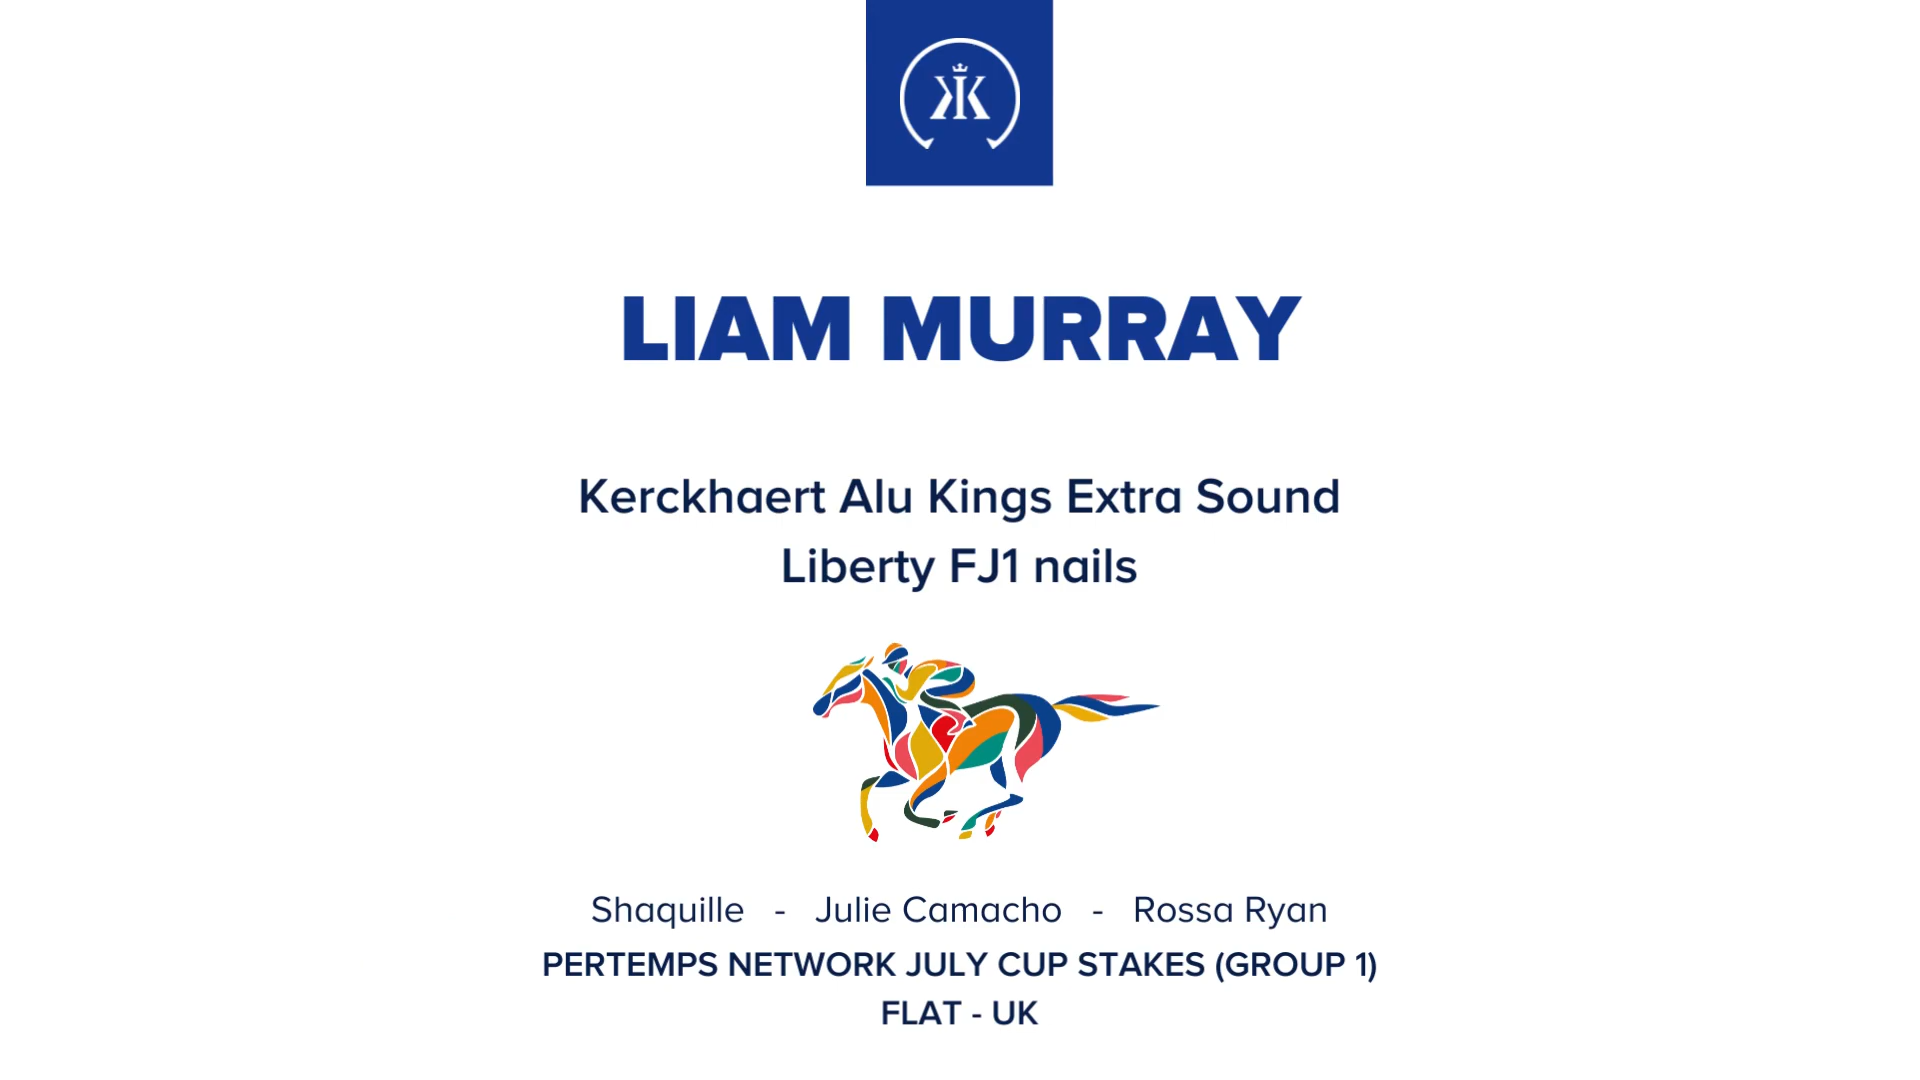 KK
LIAM MURRAY
Kerckhaert Alu Kings Extra Sound
Liberty FJ1 nails
Shaquille - Julie Camacho - Rossa Ryan
PERTEMPS NETWORK JULY CUP STAKES (GROUP 1)
FLAT - UK